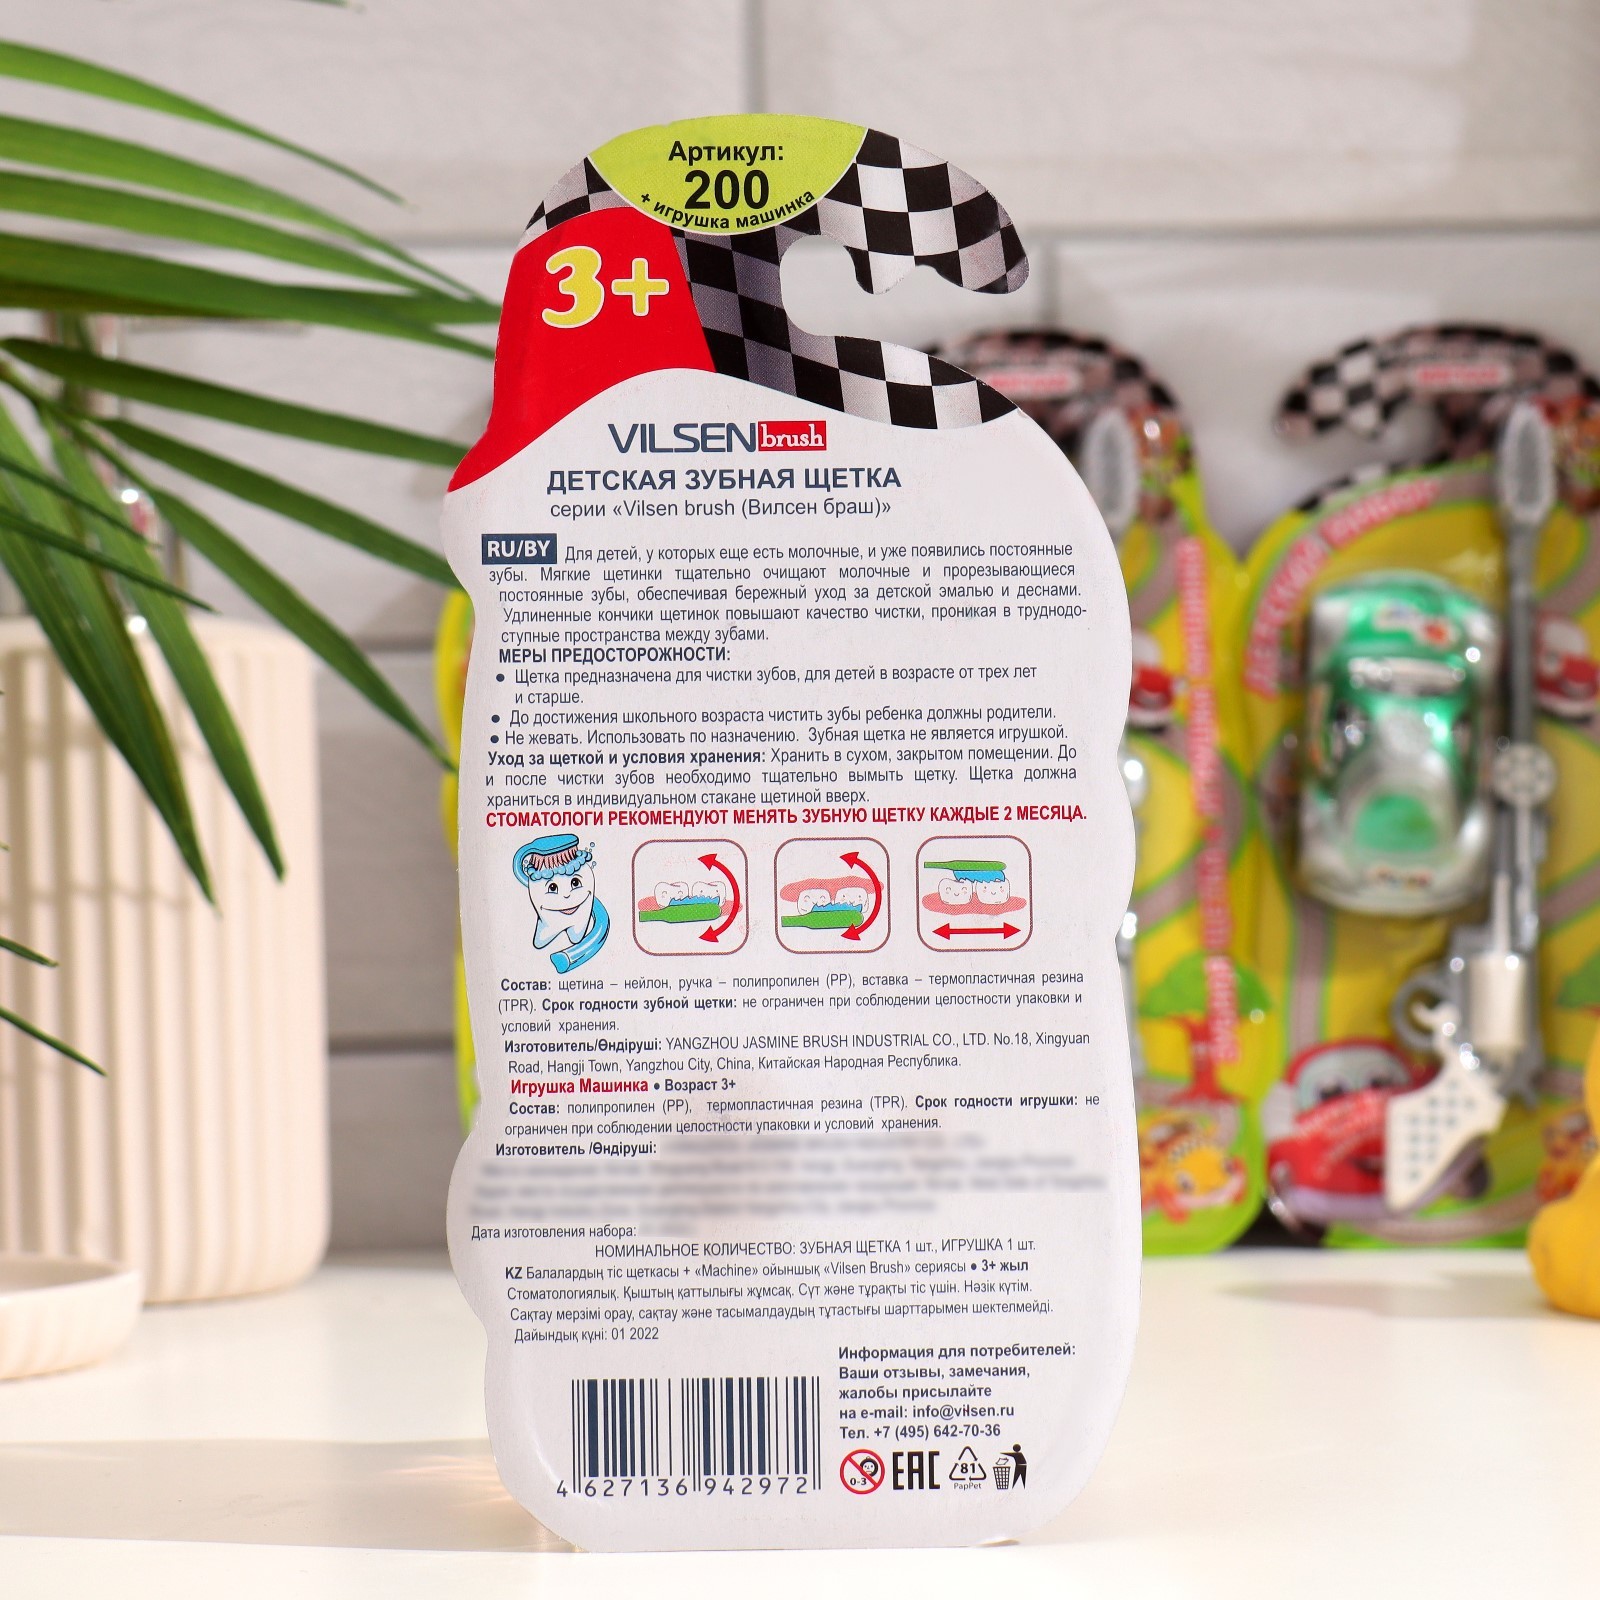 Артикул:
200
+ игрушка машинка
3+
VILSEN brush
ДЕТСКАЯ ЗУБНАЯ ЩЕТКА
серии «Vilsen brush (Вилсен браш)»
RU/BY Для детей, у которых еще есть молочные, и уже появились постоянные
зубы. Мягкие щетинки тщательно очищают молочные и прорезывающиеся
постоянные зубы, обеспечивая бережный уход за детской эмалью и деснами.
Удлиненные кончики щетинок повышают качество чистки, проникая в труднодо-
ступные пространства между зубами.
МЕРЫ ПРЕДОСТОРОЖНОСТИ:
● Щетка предназначена для чистки зубов, для детей в возрасте от трех лет
и старше.
● До достижения школьного возраста чистить зубы ребенка должны родители.
● Не жевать. Использовать по назначению. Зубная щетка не является игрушкой.
Уход за щеткой и условия хранения: Хранить в сухом, закрытом помещении. До
и после чистки зубов необходимо тщательно вымыть щетку. Щетка должна
храниться в индивидуальном стакане щетиной вверх.
СТОМАТОЛОГИ РЕКОМЕНДУЮТ МЕНЯТЬ ЗУБНУЮ ЩЕТКУ КАЖДЫЕ 2 МЕСЯЦА.
Состав: щетина – нейлон, ручка – полипропилен (PP), вставка – термопластичная резина
(TPR). Срок годности зубной щетки: не ограничен при соблюдении целостности упаковки и
условий хранения.
Изготовитель/Өндіруші: YANGZHOU JASMINE BRUSH INDUSTRIAL CO., LTD. No.18, Xingyuan
Road, Hangji Town, Yangzhou City, China, Китайская Народная Республика.
Игрушка Машинка ● Возраст 3+
Состав: полипропилен (PP), термопластичная резина (TPR). Срок годности игрушки: не
ограничен при соблюдении целостности упаковки и условий хранения.
Изготовитель /Өндіруші:
Дата изготовления набора:
НОМИНАЛЬНОЕ КОЛИЧЕСТВО: ЗУБНАЯ ЩЕТКА 1 шт., ИГРУШКА 1 шт.
KZ Балалардың тіс щеткасы + «Machine» ойыншық «Vilsen Brush» сериясы ● 3+ жыл
Стоматологиялық. Қыштың қаттылығы жұмсақ. Сүт және тұрақты тіс үшін. Нәзік күтім.
Сақтау мерзімі орау, сақтау және тасымалдаудың тұтастығы шарттарымен шектелмейді.
Дайындық күні: 01 2022
Информация для потребителей:
Ваши отзывы, замечания,
жалобы присылайте
на e-mail: info@vilsen.ru
Тел. +7 (495) 642-70-36
0-3 EAC 81
PapPet
4 627136 942972